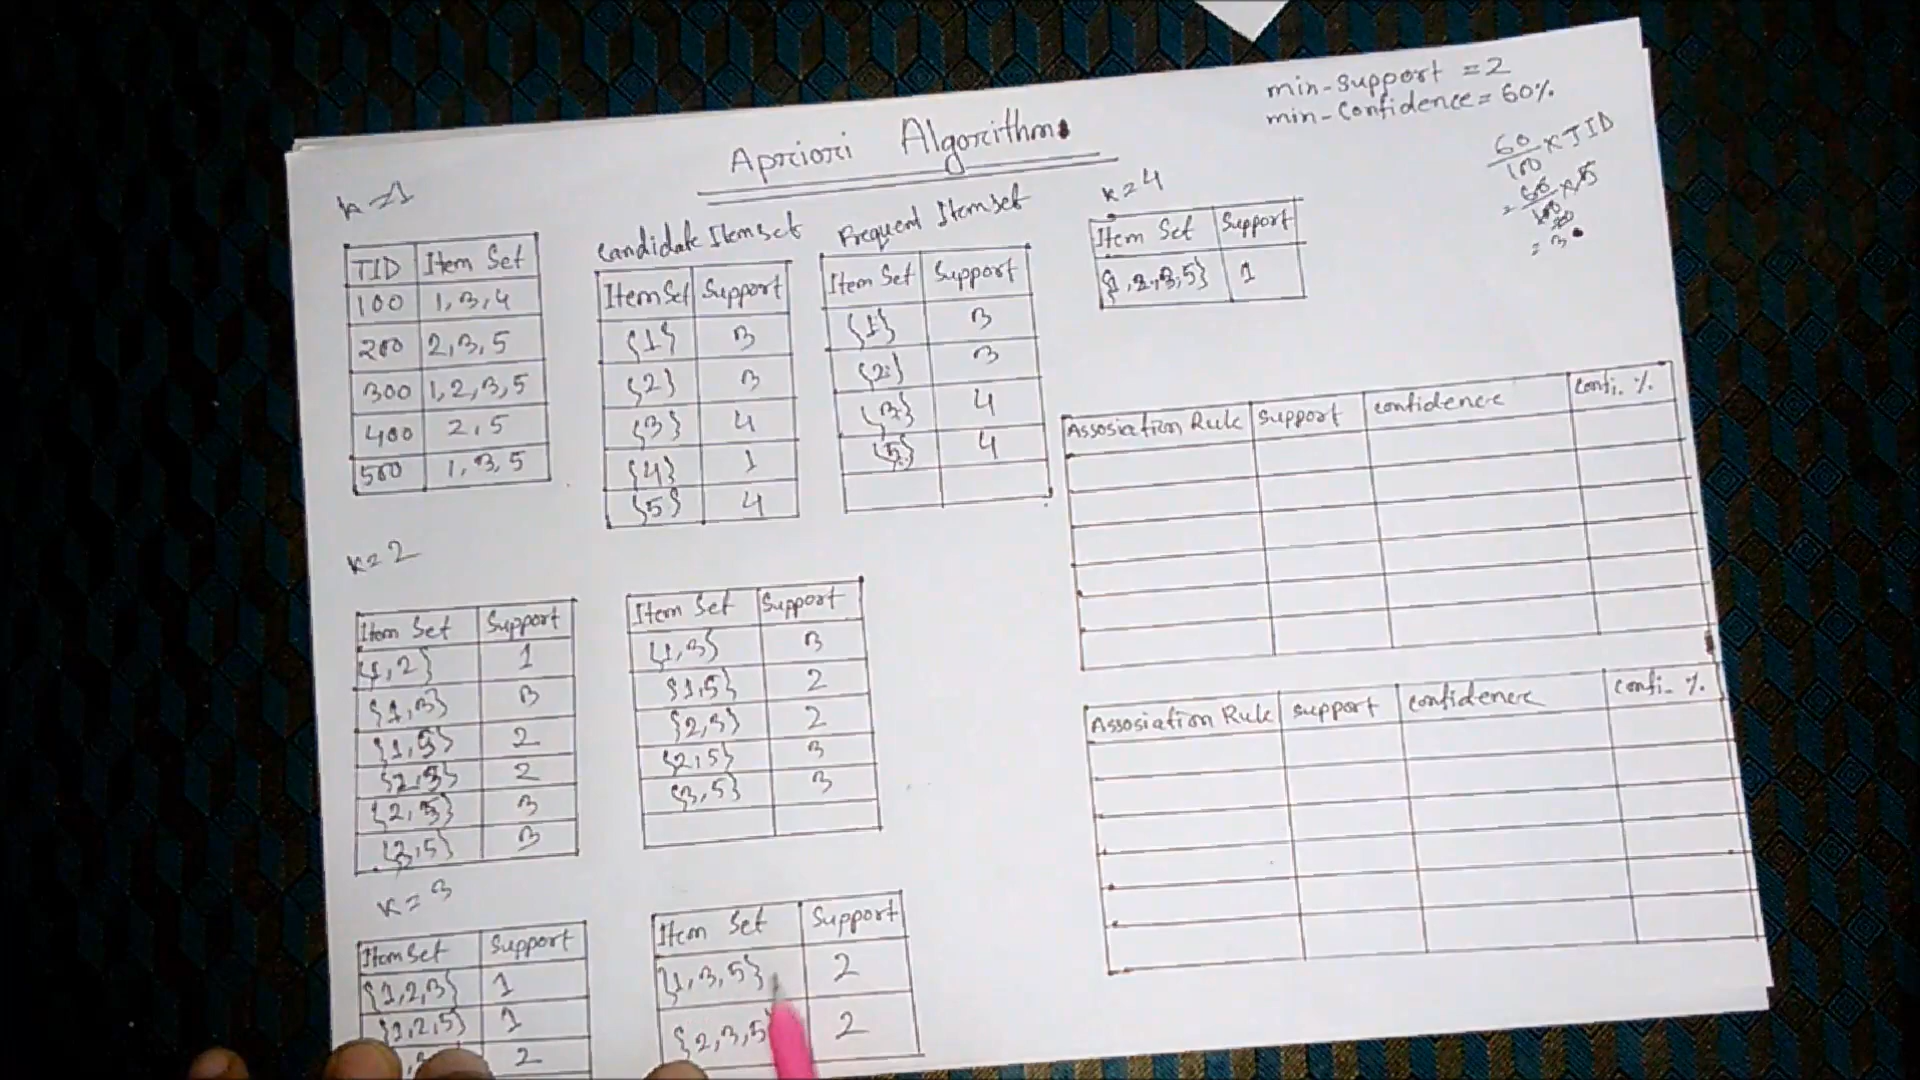 min-support = 2
min-confidence = 60%
Apriori Algorithm
60/100 x TID
= 60/100 x 5
= 3
k=1
TID Item Set
100 1,3,4
200 2,3,5
300 1,2,3,5
400 2,5
500 1,3,5
Candidate Itemset
Item Set Support
{1} 3
{2} 3
{3} 4
{4} 1
{5} 4
Frequent Itemset
Item Set Support
{1} 3
{2} 3
{3} 4
{5} 4
k=4
Item Set Support
{1,2,3,5} 1
Assosiation Rule Support confidence confi. %
k=2
Item Set Support
{1,2} 1
{1,3} 3
{1,5} 2
{2,3} 2
{2,5} 3
{3,5} 3
Item Set Support
{1,3} 3
{1,5} 2
{2,3} 2
{2,5} 3
{3,5} 3
Assosiation Rule support confidence confi. %
k=3
Item Set Support
{1,2,3} 1
{1,2,5} 1
2
Item Set Support
{1,3,5} 2
{2,3,5 2